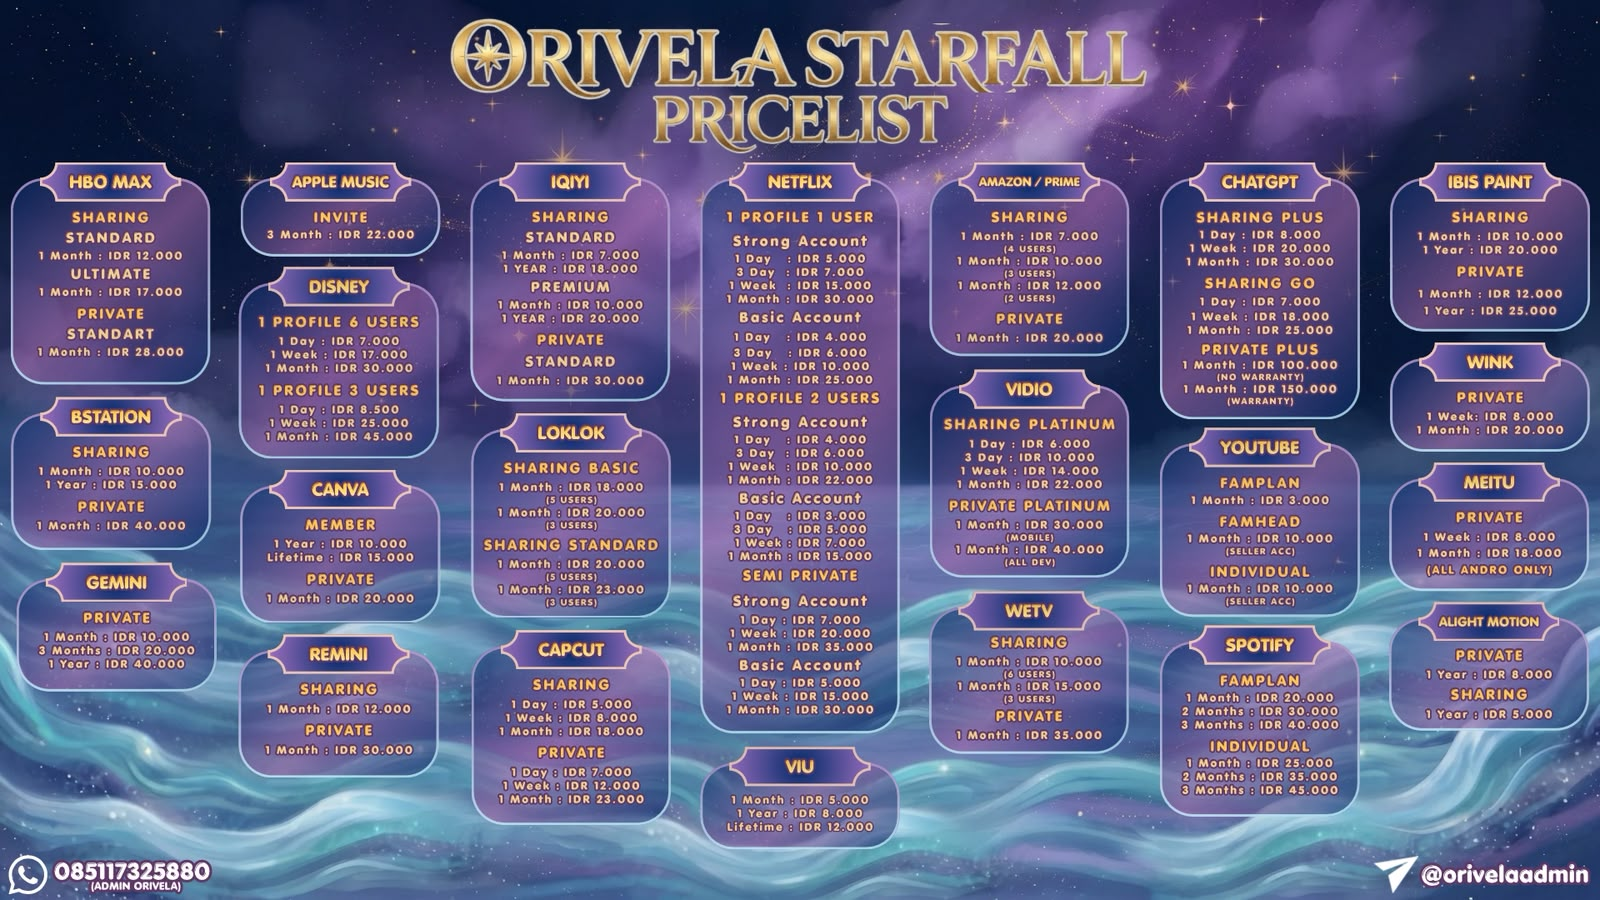 ORIVELA STARFALL
PRICELIST
HBO MAX
SHARING
STANDARD
1 Month : IDR 12.000
ULTIMATE
1 Month : IDR 17.000
PRIVATE
STANDART
1 Month : IDR 28.000
BSTATION
SHARING
1 Month : IDR 10.000
1 Year : IDR 15.000
PRIVATE
1 Month : IDR 40.000
GEMINI
PRIVATE
1 Month : IDR 10.000
3 Months : IDR 20.000
1 Year : IDR 40.000
APPLE MUSIC
INVITE
3 Month : IDR 22.000
DISNEY
1 PROFILE 6 USERS
1 Day : IDR 7.000
1 Week : IDR 17.000
1 Month : IDR 30.000
1 PROFILE 3 USERS
1 Day : IDR 8.500
1 Week : IDR 25.000
1 Month : IDR 45.000
CANVA
MEMBER
1 Year : IDR 10.000
Lifetime : IDR 15.000
PRIVATE
1 Month : IDR 20.000
REMINI
SHARING
1 Month : IDR 12.000
PRIVATE
1 Month : IDR 30.000
IQIYI
SHARING
STANDARD
1 Month : IDR 7.000
1 YEAR : IDR 18.000
PREMIUM
1 Month : IDR 10.000
1 YEAR : IDR 20.000
PRIVATE
STANDARD
1 Month : IDR 30.000
LOKLOK
SHARING BASIC
1 Month : IDR 18.000
(5 USERS)
1 Month : IDR 20.000
(3 USERS)
SHARING STANDARD
1 Month : IDR 20.000
(5 USERS)
1 Month : IDR 23.000
(3 USERS)
CAPCUT
SHARING
1 Day : IDR 5.000
1 Week : IDR 8.000
1 Month : IDR 18.000
PRIVATE
1 Day : IDR 7.000
1 Week : IDR 12.000
1 Month : IDR 23.000
NETFLIX
1 PROFILE 1 USER
Strong Account
1 Day : IDR 5.000
3 Day : IDR 7.000
1 Week : IDR 15.000
1 Month : IDR 30.000
Basic Account
1 Day : IDR 4.000
3 Day : IDR 6.000
1 Week : IDR 10.000
1 Month : IDR 25.000
1 PROFILE 2 USERS
Strong Account
1 Day : IDR 4.000
3 Day : IDR 6.000
1 Week : IDR 10.000
1 Month : IDR 22.000
Basic Account
1 Day : IDR 3.000
3 Day : IDR 5.000
1 Week : IDR 7.000
1 Month : IDR 15.000
SEMI PRIVATE
Strong Account
1 Day : IDR 7.000
1 Week : IDR 20.000
1 Month : IDR 35.000
Basic Account
1 Day : IDR 5.000
1 Week : IDR 15.000
1 Month : IDR 30.000
VIU
1 Month : IDR 5.000
1 Year : IDR 8.000
Lifetime : IDR 12.000
AMAZON / PRIME
SHARING
1 Month : IDR 7.000
(4 USERS)
1 Month : IDR 10.000
(3 USERS)
1 Month : IDR 12.000
(2 USERS)
PRIVATE
1 Month : IDR 20.000
VIDIO
SHARING PLATINUM
1 Day : IDR 6.000
3 Day : IDR 10.000
1 Week : IDR 14.000
1 Month : IDR 22.000
PRIVATE PLATINUM
1 Month : IDR 30.000
(MOBILE)
1 Month : IDR 40.000
(ALL DEV)
WETV
SHARING
1 Month : IDR 10.000
(6 USERS)
1 Month : IDR 15.000
(3 USERS)
PRIVATE
1 Month : IDR 35.000
CHATGPT
SHARING PLUS
1 Day : IDR 8.000
1 Week : IDR 20.000
1 Month : IDR 30.000
SHARING GO
1 Day : IDR 7.000
1 Week : IDR 18.000
1 Month : IDR 25.000
PRIVATE PLUS
1 Month : IDR 100.000
(NO WARRANTY)
1 Month : IDR 150.000
(WARRANTY)
YOUTUBE
FAMPLAN
1 Month : IDR 3.000
FAMHEAD
1 Month : IDR 10.000
(SELLER ACC)
INDIVIDUAL
1 Month : IDR 10.000
(SELLER ACC)
SPOTIFY
FAMPLAN
1 Month : IDR 20.000
2 Months : IDR 30.000
3 Months : IDR 40.000
INDIVIDUAL
1 Month : IDR 25.000
2 Months : IDR 35.000
3 Months : IDR 45.000
IBIS PAINT
SHARING
1 Month : IDR 10.000
1 Year : IDR 20.000
PRIVATE
1 Month : IDR 12.000
1 Year : IDR 25.000
WINK
PRIVATE
1 Week: IDR 8.000
1 Month : IDR 20.000
MEITU
PRIVATE
1 Week : IDR 8.000
1 Month : IDR 18.000
(ALL ANDRO ONLY)
ALIGHT MOTION
PRIVATE
1 Year : IDR 8.000
SHARING
1 Year : IDR 5.000
085117325880
(ADMIN ORIVELA)
@orivelaadmin